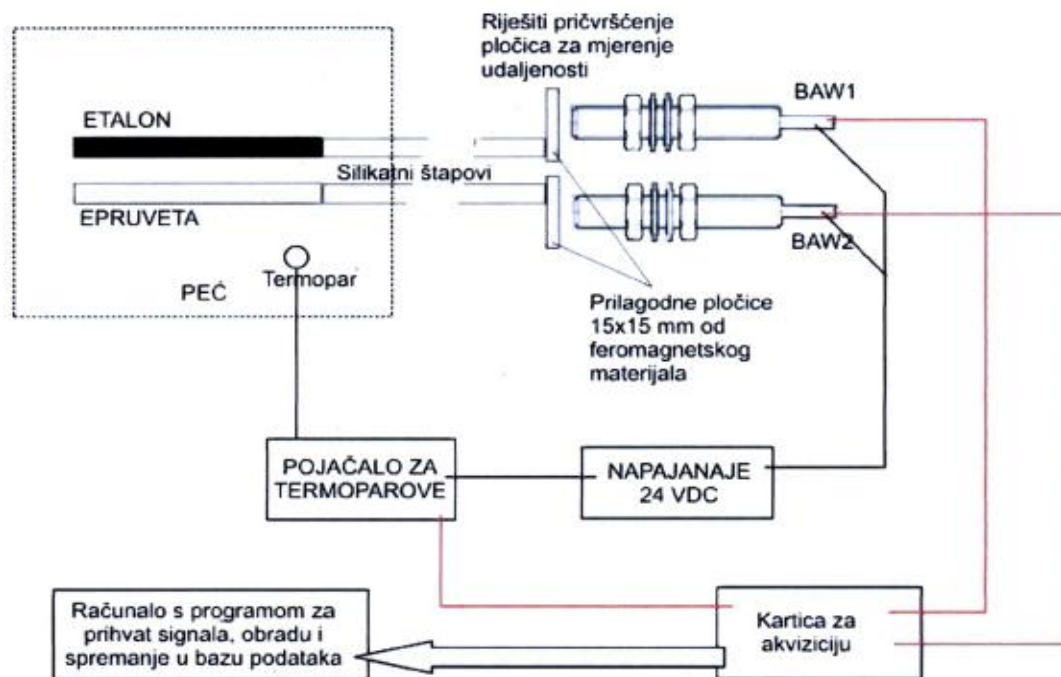 Riješiti pričvršćenje
pločica za mjerenje
udaljenosti
BAW1
ETALON
Silikatni štapovi
EPRUVETA
BAW2
Termopar
PEĆ
Prilagodne pločice
15x15 mm od
feromagnetskog
materijala
POJAČALO ZA
TERMOPAROVE
NAPAJANAJE
24 VDC
Računalo s programom za
prihvat signala, obradu i
spremanje u bazu podataka
Kartica za
akviziciju